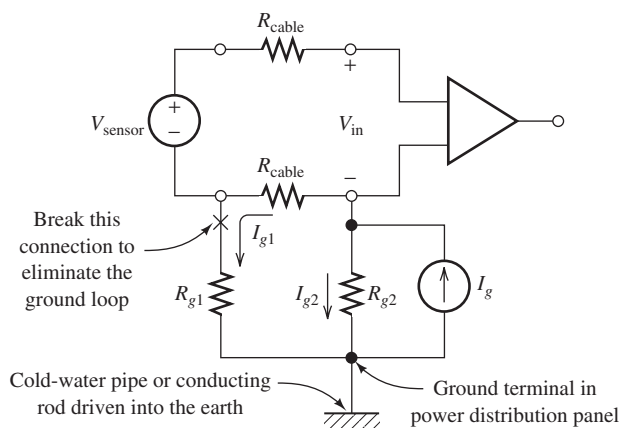 R_cable
+
+
−
V_sensor
V_in
R_cable
−
Break this
connection to
eliminate the
ground loop
I_g1
R_g1
I_g2
R_g2
I_g
Cold-water pipe or conducting
rod driven into the earth
Ground terminal in
power distribution panel